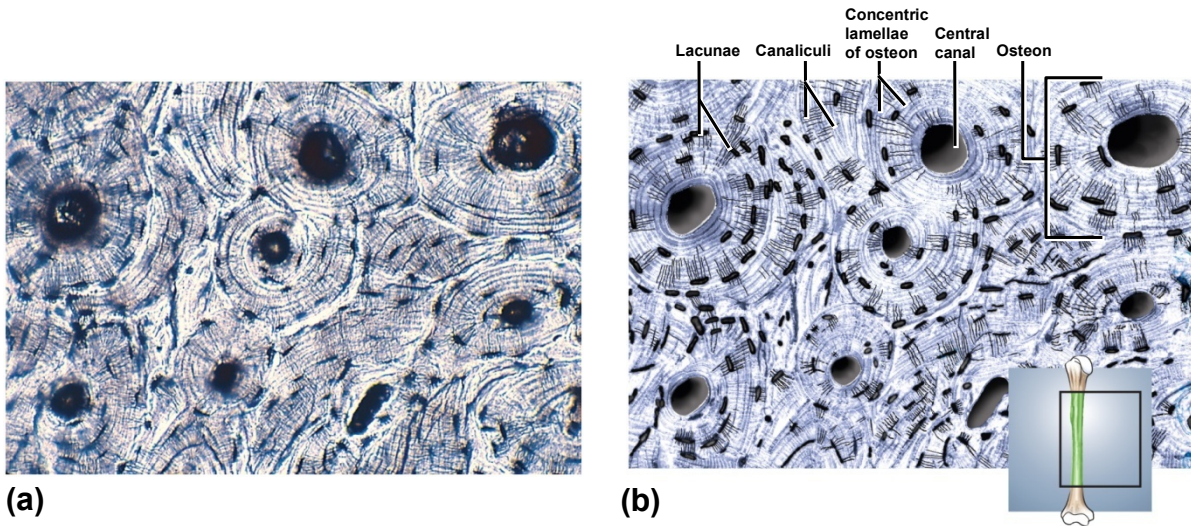 Lacunae
Canaliculi
Concentric
lamellae
of osteon
Central
canal
Osteon
(a)
(b)